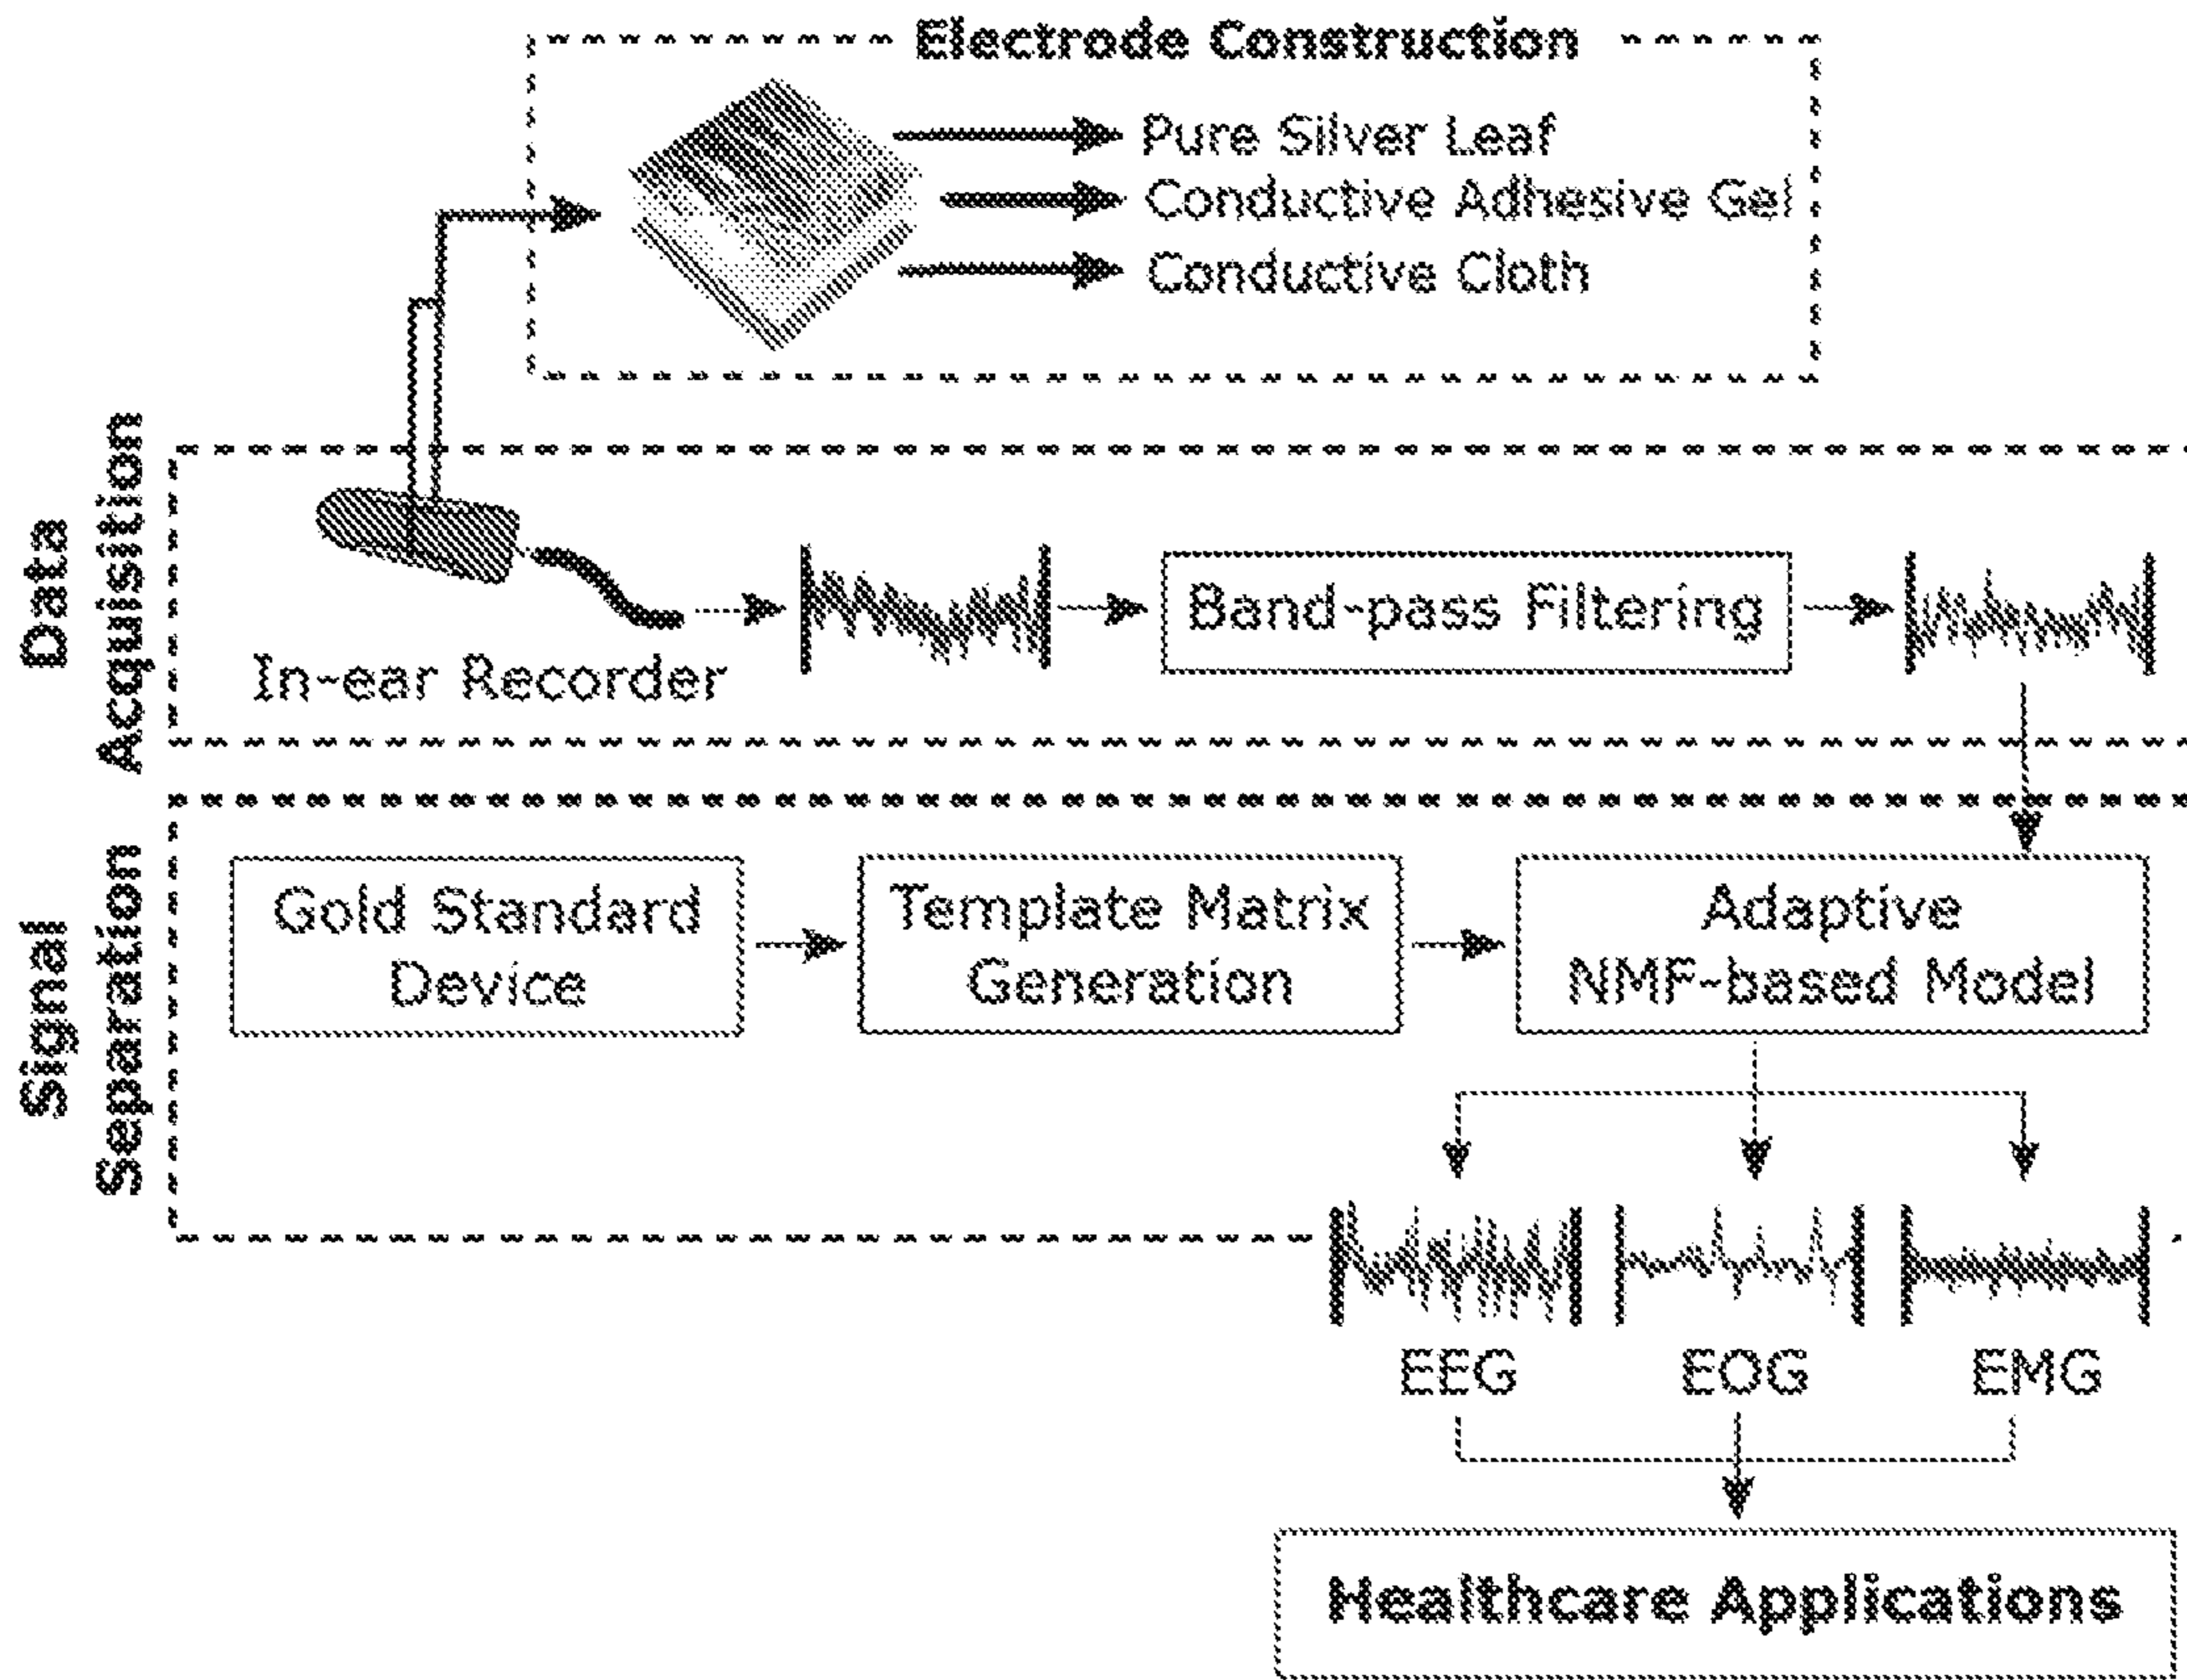 Electrode Construction
Pure Silver Leaf
Conductive Adhesive Gel
Conductive Cloth
Data
Acquisition
In-ear Recorder
Band-pass Filtering
Signal
Separation
Gold Standard
Device
Template Matrix
Generation
Adaptive
NMF-based Model
EEG
EOG
EMG
Healthcare Applications